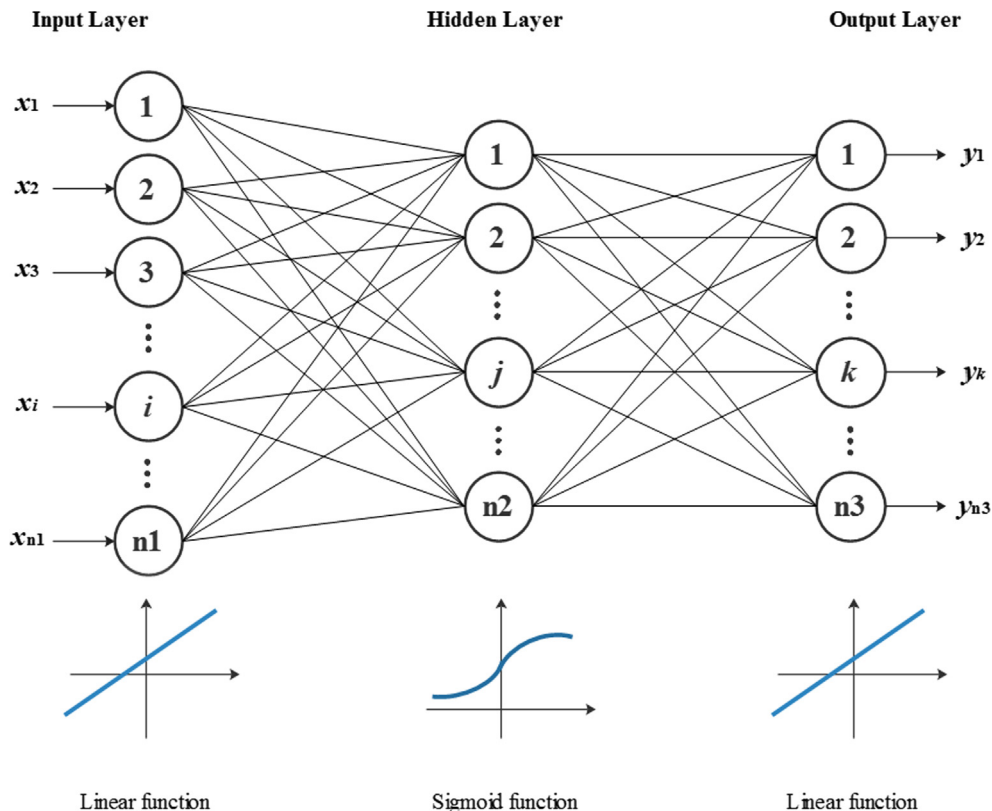 Input Layer
Hidden Layer
Output Layer
x1
1
x2
2
x3
3
xi
i
xn1
n1
1
2
j
n2
1
y1
2
y2
k
yk
n3
yn3
Linear function
Sigmoid function
Linear function